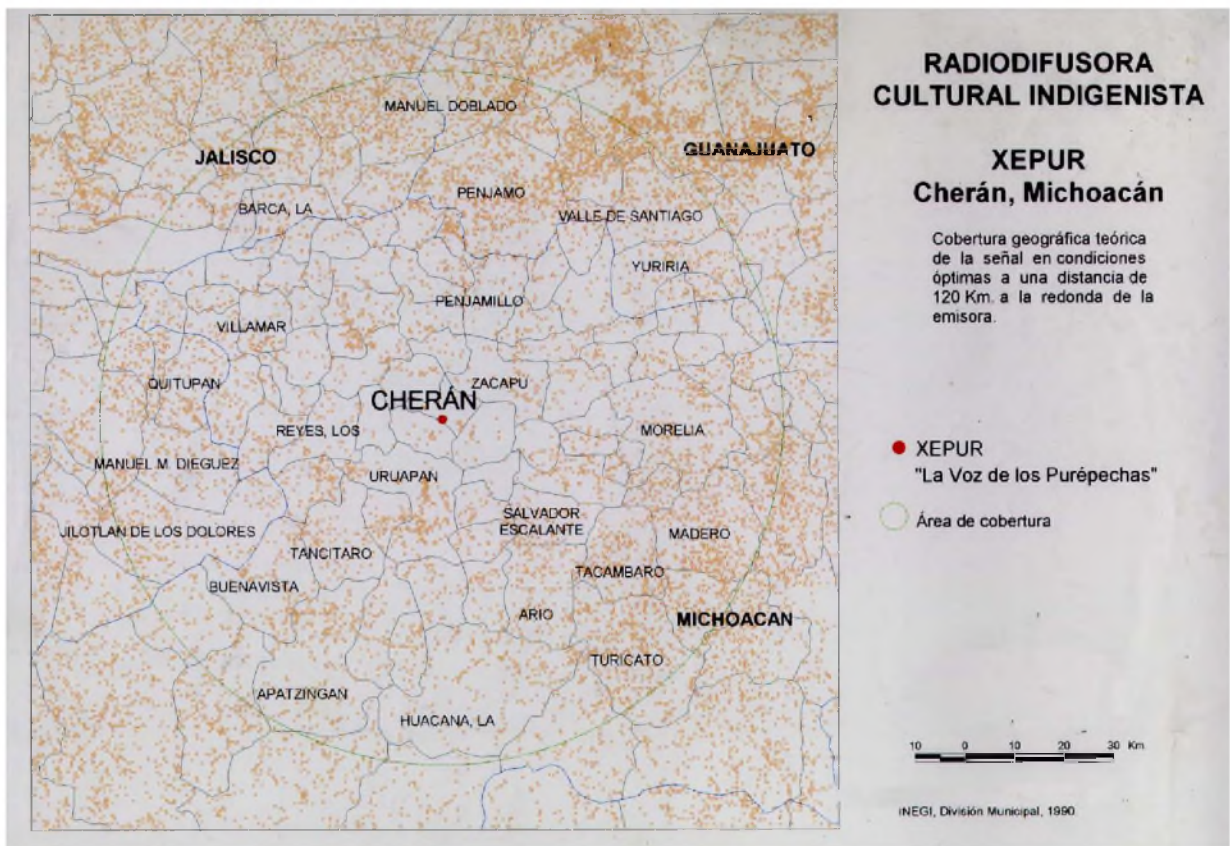 RADIODIFUSORA
CULTURAL INDIGENISTA
XEPUR
Cherán, Michoacán
Cobertura geográfica teórica
de la señal en condiciones
óptimas a una distancia de
120 Km. a la redonda de la
emisora.
XEPUR
"La Voz de los Purépechas"
Área de cobertura
10 0 10 20 30 Km
INEGI, División Municipal, 1990
MANUEL DOBLADO
JALISCO
GUANAJUATO
PENJAMO
BARCA, LA
VALLE DE SANTIAGO
YURIRIA
PENJAMILLO
VILLAMAR
QUITUPAN
ZACAPU
CHERÁN
REYES, LOS
MORELIA
MANUEL M. DIEGUEZ
URUAPAN
SALVADOR
ESCALANTE
JILOTLAN DE LOS DOLORES
MADERO
TANCITARO
TACAMBARO
BUENAVISTA
ARIO
MICHOACAN
TURICATO
APATZINGAN
HUACANA, LA